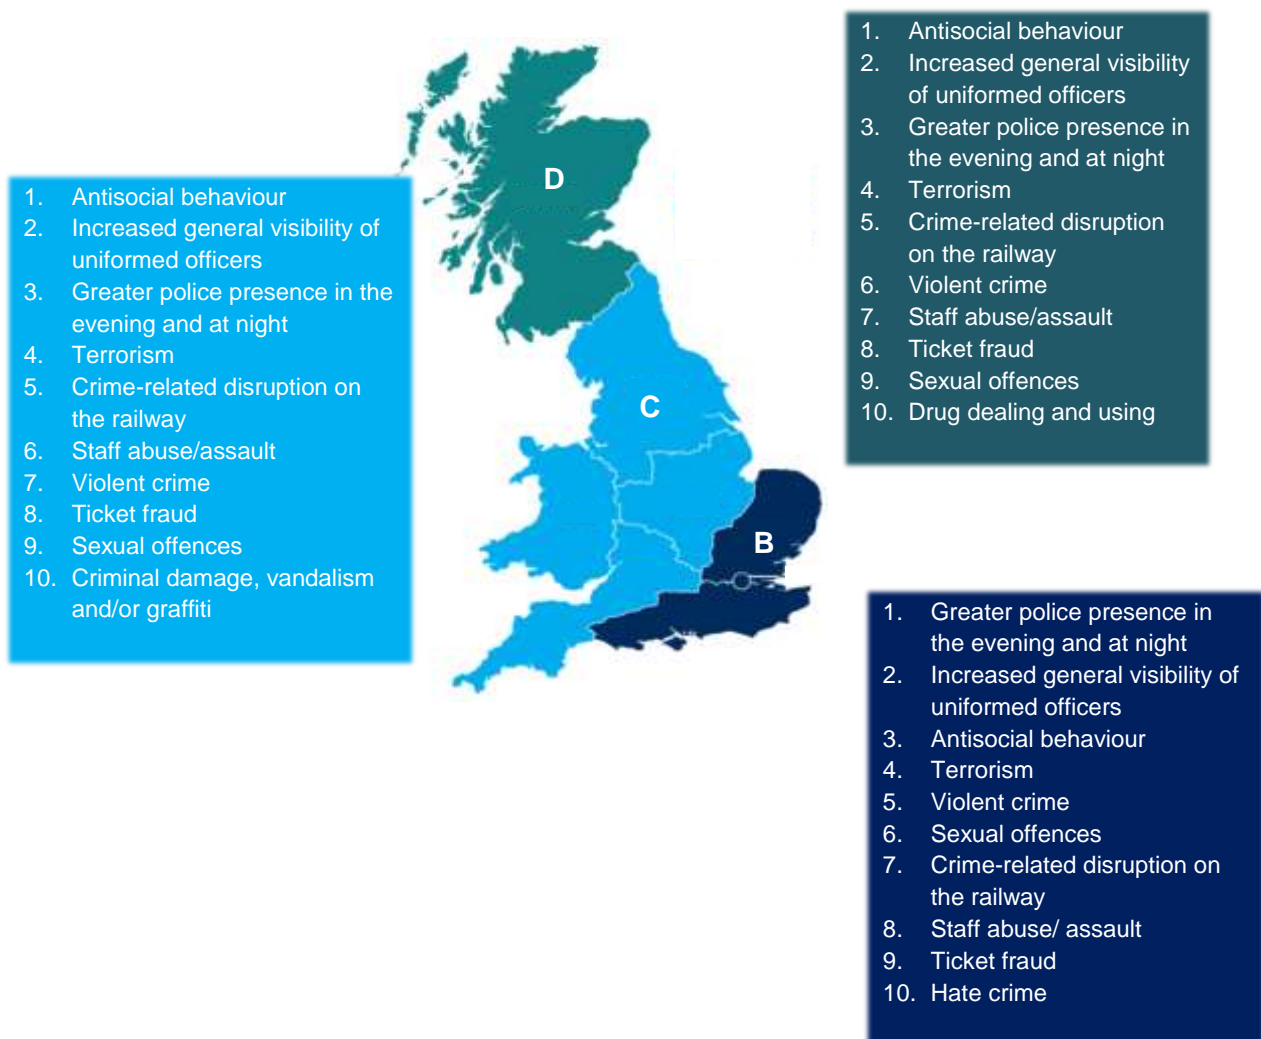 1. Antisocial behaviour
2. Increased general visibility of
uniformed officers
3. Greater police presence in the
evening and at night
4. Terrorism
5. Crime-related disruption on
the railway
6. Staff abuse/assault
7. Violent crime
8. Ticket fraud
9. Sexual offences
10. Criminal damage, vandalism
and/or graffiti
D
C
B
1. Antisocial behaviour
2. Increased general visibility
of uniformed officers
3. Greater police presence in
the evening and at night
4. Terrorism
5. Crime-related disruption
on the railway
6. Violent crime
7. Staff abuse/assault
8. Ticket fraud
9. Sexual offences
10. Drug dealing and using
1. Greater police presence in
the evening and at night
2. Increased general visibility of
uniformed officers
3. Antisocial behaviour
4. Terrorism
5. Violent crime
6. Sexual offences
7. Crime-related disruption on
the railway
8. Staff abuse/ assault
9. Ticket fraud
10. Hate crime